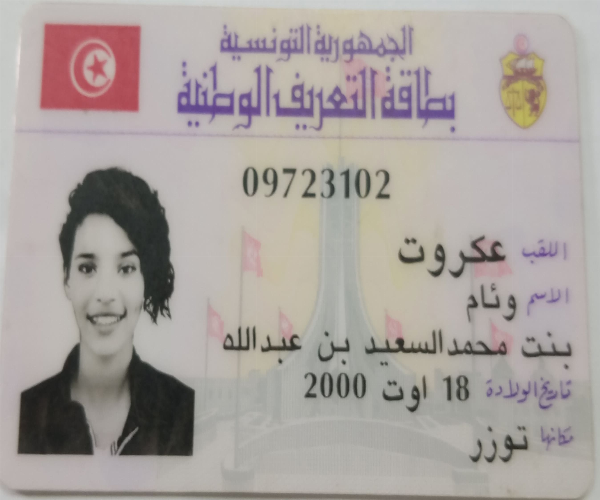 الجمهورية التونسية
بطاقة التعريف الوطنية
09723102
اللقب عكروت
الاسم وئام
بنت محمدالسعيد بن عبدالله
تاريخ الولادة 18 اوت 2000
مكانها توزر